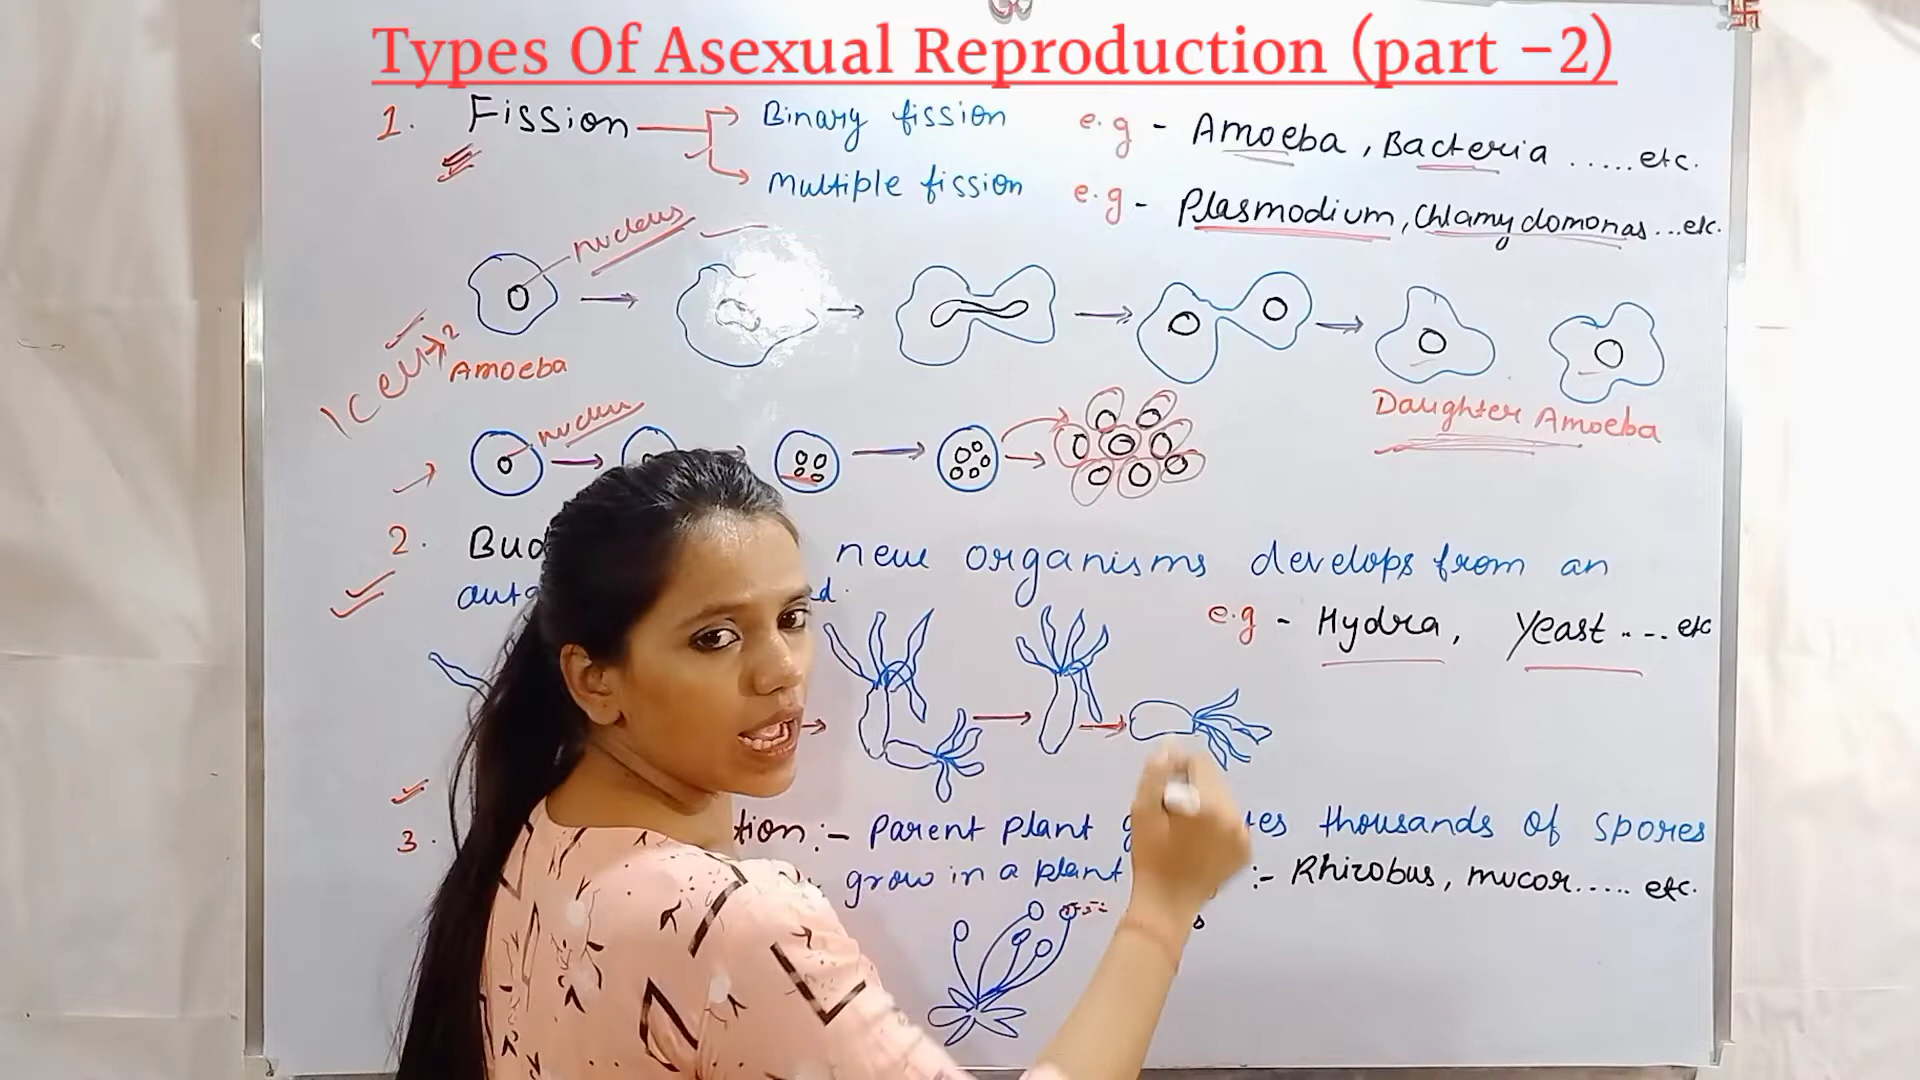 Types Of Asexual Reproduction (part -2)
1. Fission
Binary fission e.g - Amoeba, Bacteria ..... etc.
Multiple fission e.g - Plasmodium, Chlamydomonas ... etc.
nucleus
1 Cell → 2
Amoeba
Daughter Amoeba
2. new organisms develops from an
e.g - Hydra, Yeast .... etc
3. tion :- Parent plant thousands of spores
grow in a plant :- Rhizobus, mucor..... etc.